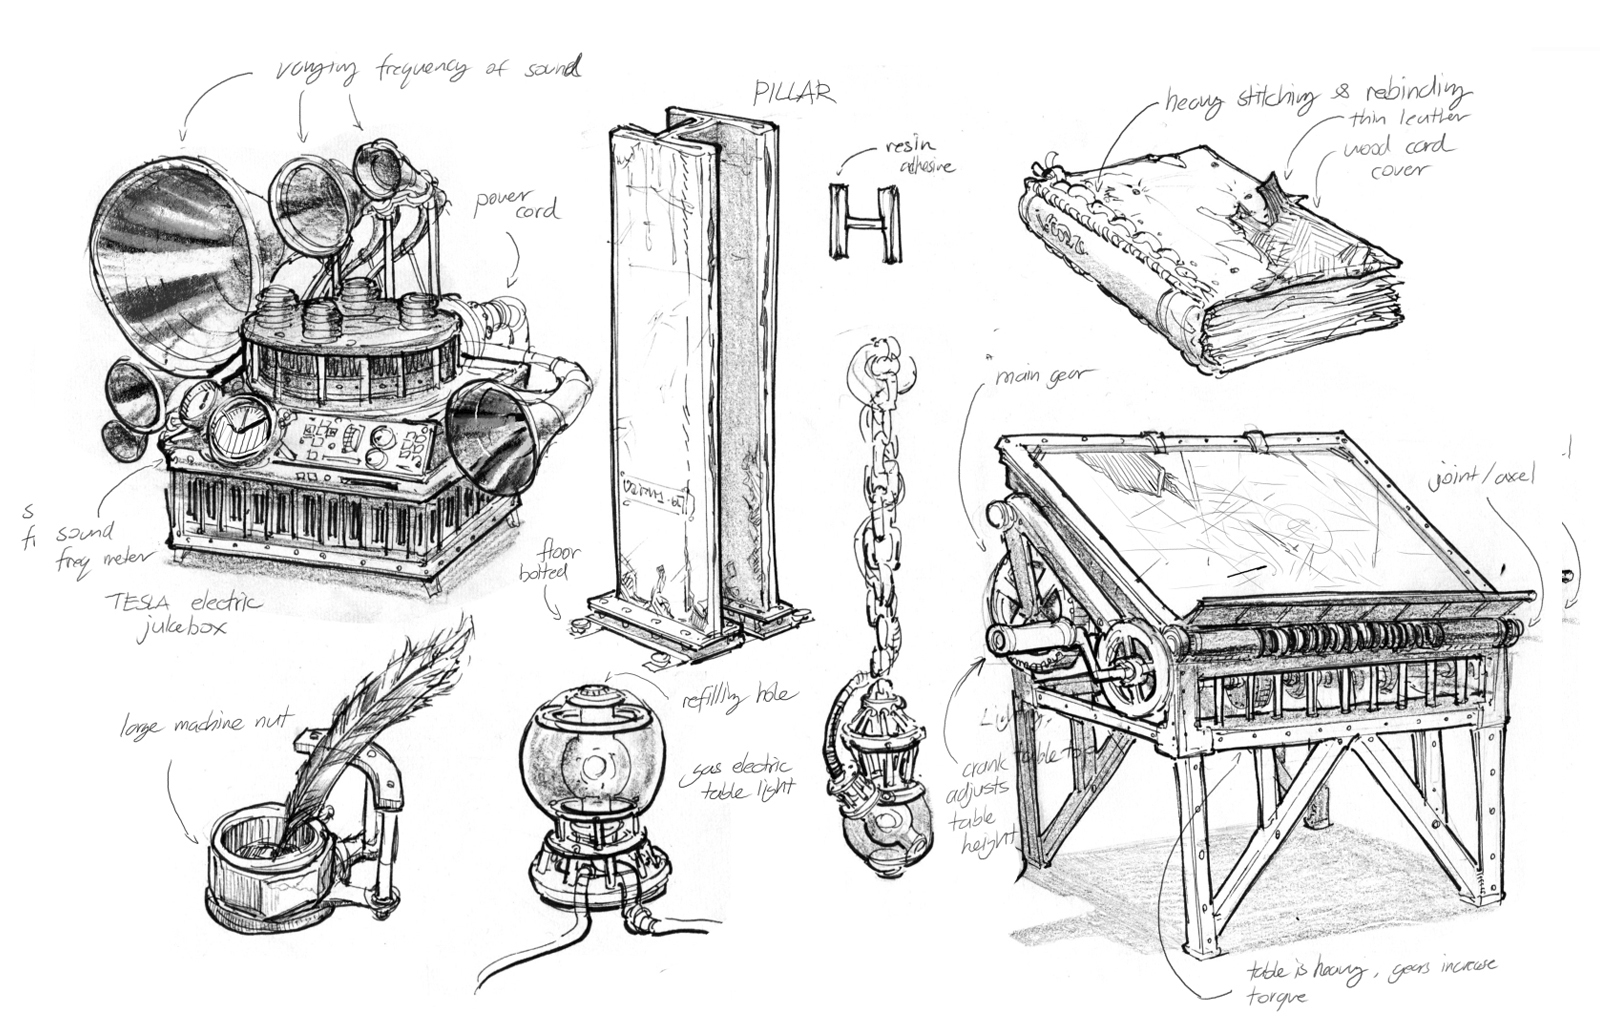 varying frequency of sound
PILLAR
heavy stitching & rebinding
thin leather
wood card
cover
resin
adhesive
power
cord
main gear
joint/axel
S
fi
sound
freq meter
TESLA electric
jukebox
floor
bolted
large machine nut
refilling hole
gas electric
table light
crank
adjusts
table
height
table top
table is heavy, gears increase
torque